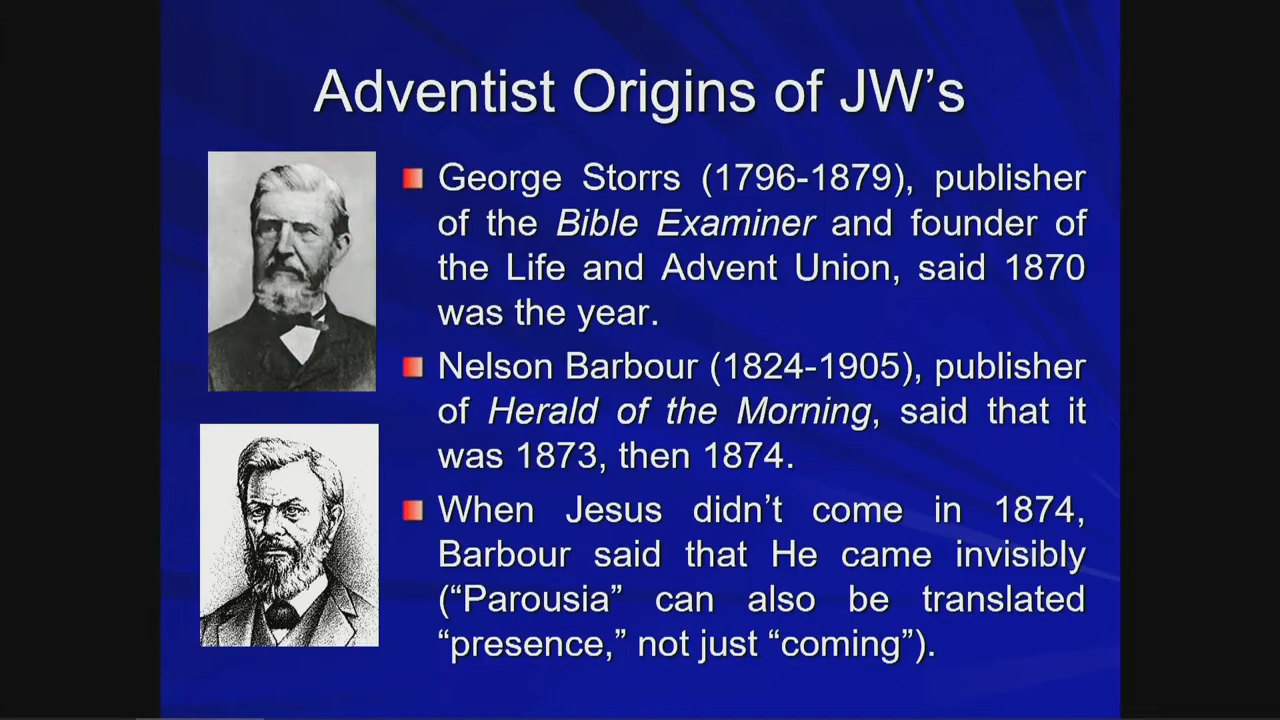 Adventist Origins of JW’s
George Storrs (1796-1879), publisher
of the Bible Examiner and founder of
the Life and Advent Union, said 1870
was the year.
Nelson Barbour (1824-1905), publisher
of Herald of the Morning, said that it
was 1873, then 1874.
When Jesus didn’t come in 1874,
Barbour said that He came invisibly
(“Parousia” can also be translated
“presence,” not just “coming”).